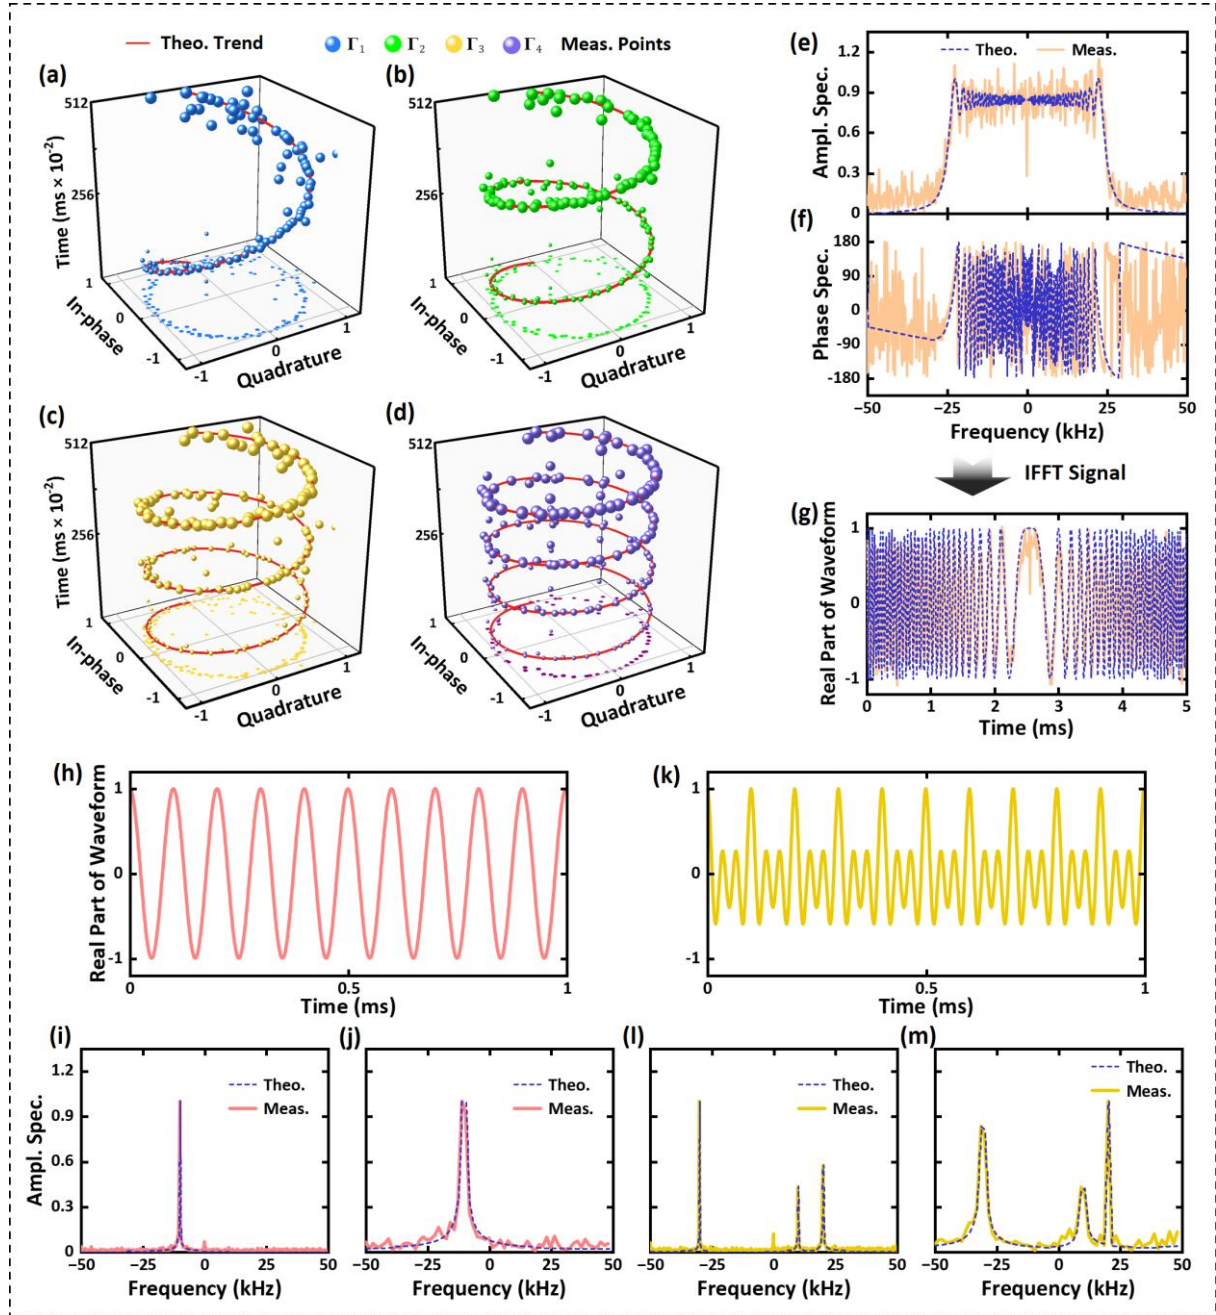 Theo. Trend Γ1 Γ2 Γ3 Γ4 Meas. Points
(a)
512
256
Time (ms × 10⁻²)
1
0
-1
In-phase
-1
0
1
Quadrature
(b)
512
256
1
0
-1
In-phase
-1
0
1
Quadrature
(c)
512
256
Time (ms × 10⁻²)
1
0
-1
In-phase
-1
0
1
Quadrature
(d)
512
256
1
0
-1
In-phase
-1
0
1
Quadrature
(e)
Theo. Meas.
Ampl. Spec.
1.2
0.9
0.6
0.3
0
(f)
Phase Spec.
180
90
0
-90
-180
−50 −25 0 25 50
Frequency (kHz)
IFFT Signal
(g)
Real Part of Waveform
1
0
-1
0 1 2 3 4 5
Time (ms)
(h)
Real Part of Waveform
1
0
-1
0 0.5 1
Time (ms)
(k)
1
0
-1
0 0.5 1
Time (ms)
(i)
Ampl. Spec.
1.2
0.9
0.6
0.3
0
Theo.
Meas.
−50 −25 0 25 50
Frequency (kHz)
(j)
Theo.
Meas.
−50 −25 0 25 50
Frequency (kHz)
(l)
Theo.
Meas.
−50 −25 0 25 50
Frequency (kHz)
(m)
Theo.
Meas.
−50 −25 0 25 50
Frequency (kHz)